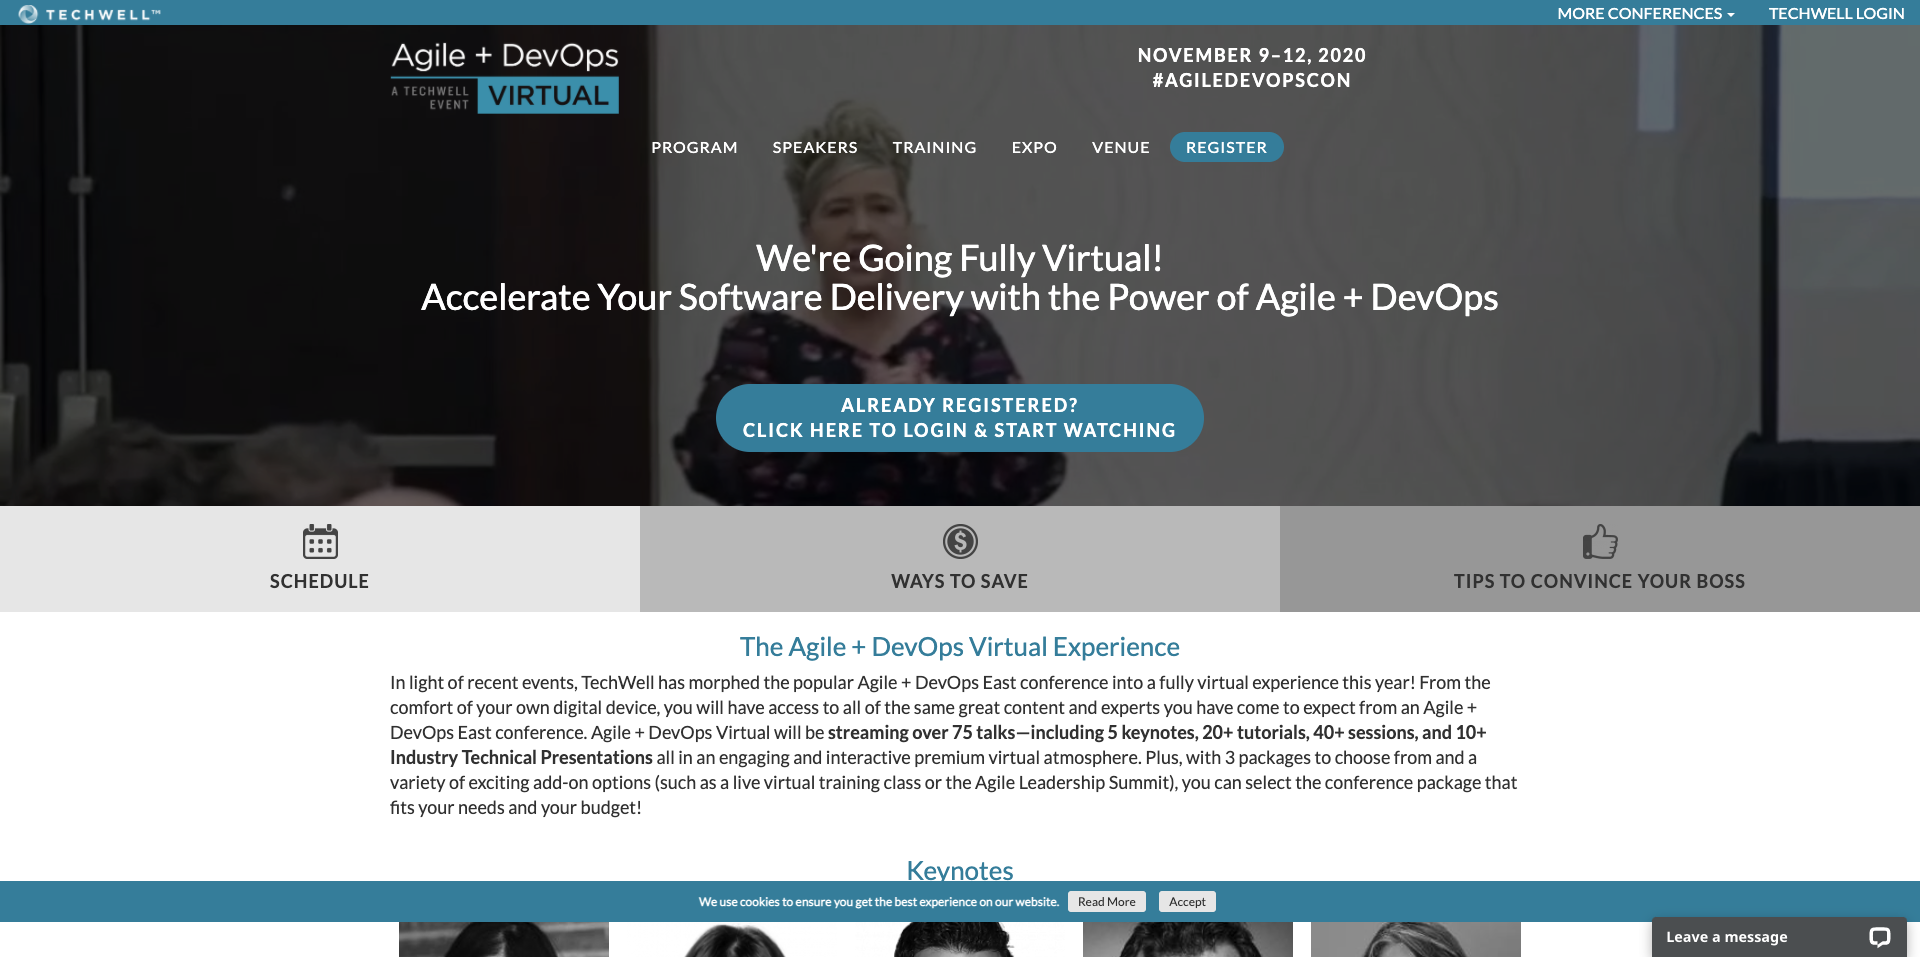 TECHWELL™
MORE CONFERENCES
TECHWELL LOGIN
Agile + DevOps
A TECHWELL
EVENT
VIRTUAL
NOVEMBER 9–12, 2020
#AGILEDEVOPSCON
PROGRAM
SPEAKERS
TRAINING
EXPO
VENUE
REGISTER
We're Going Fully Virtual!
Accelerate Your Software Delivery with the Power of Agile + DevOps
ALREADY REGISTERED?
CLICK HERE TO LOGIN & START WATCHING
SCHEDULE
$
WAYS TO SAVE
TIPS TO CONVINCE YOUR BOSS
The Agile + DevOps Virtual Experience
In light of recent events, TechWell has morphed the popular Agile + DevOps East conference into a fully virtual experience this year! From the
comfort of your own digital device, you will have access to all of the same great content and experts you have come to expect from an Agile +
DevOps East conference. Agile + DevOps Virtual will be streaming over 75 talks—including 5 keynotes, 20+ tutorials, 40+ sessions, and 10+
Industry Technical Presentations all in an engaging and interactive premium virtual atmosphere. Plus, with 3 packages to choose from and a
variety of exciting add-on options (such as a live virtual training class or the Agile Leadership Summit), you can select the conference package that
fits your needs and your budget!
Keynotes
We use cookies to ensure you get the best experience on our website.
Read More
Accept
Leave a message